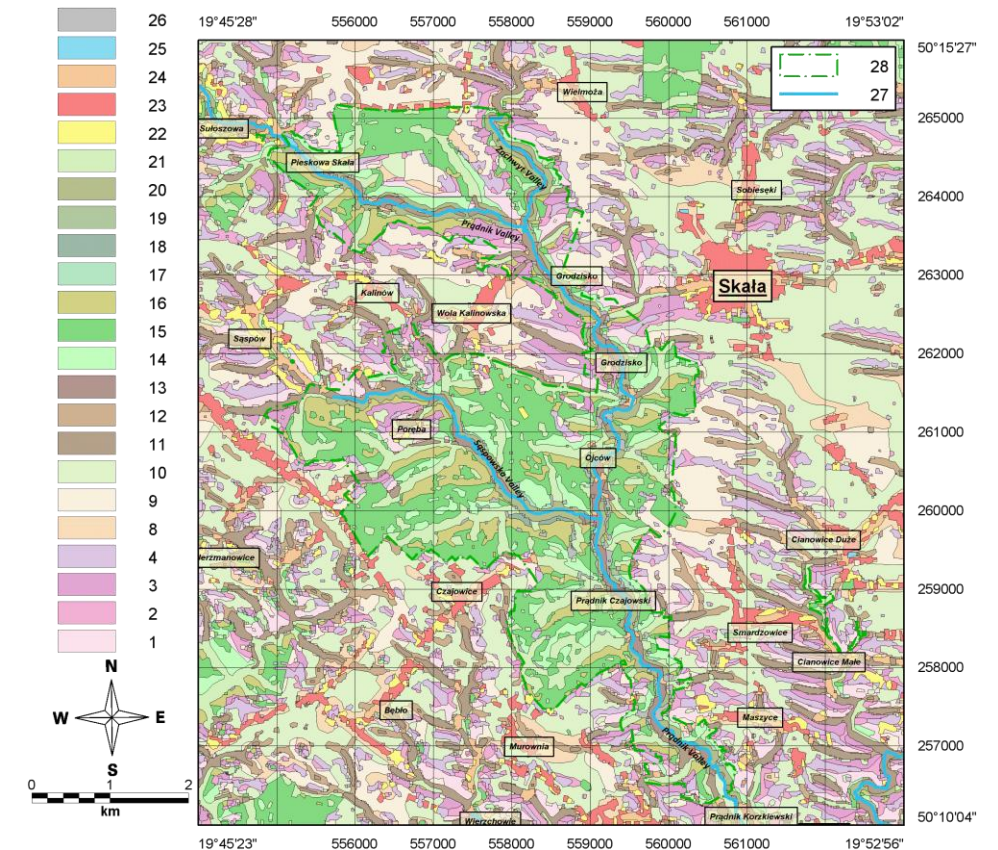 26
25
24
23
22
21
20
19
18
17
16
15
14
13
12
11
10
9
8
4
3
2
1
N
W E
S
0 1 2
km
19°45'28" 556000 557000 558000 559000 560000 561000 19°53'02"
50°15'27"
265000
264000
263000
262000
261000
260000
259000
258000
257000
50°10'04"
28
27
Wielmoża
Sułoszowa
Pieskowa Skała
Zachwyt Valley
Sobiesęki
Prądnik Valley
Grodzisko
Skała
Kalinów
Wola Kalinowska
Sąspów
Grodzisko
Poręba
Ojców
Sąspowska Valley
Cianowice Duże
Jerzmanowice
Czajowice
Prądnik Czajowski
Smardzowice
Cianowice Małe
Bębło
Maszyce
Murownia
Prądnik Valley
Wierzchowie
Prądnik Korzkiewski
19°45'23" 556000 557000 558000 559000 560000 561000 19°52'56"